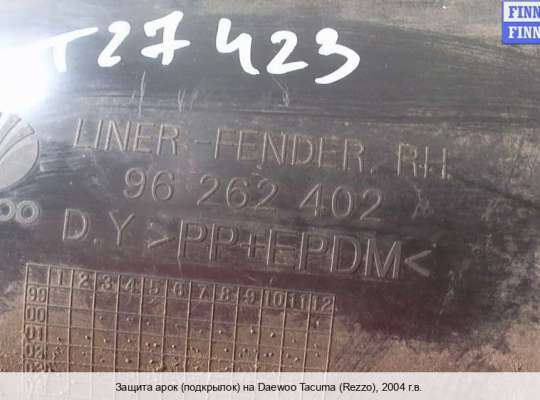 FINN
FINN
T27423
LINER-FENDER, RH
96 262 402
D.Y >PP+EPDM<
1 2 3 4 5 6 7 8 9 10 11 12
99
00
01
02
Защита арок (подкрылок) на Daewoo Tacuma (Rezzo), 2004 г.в.